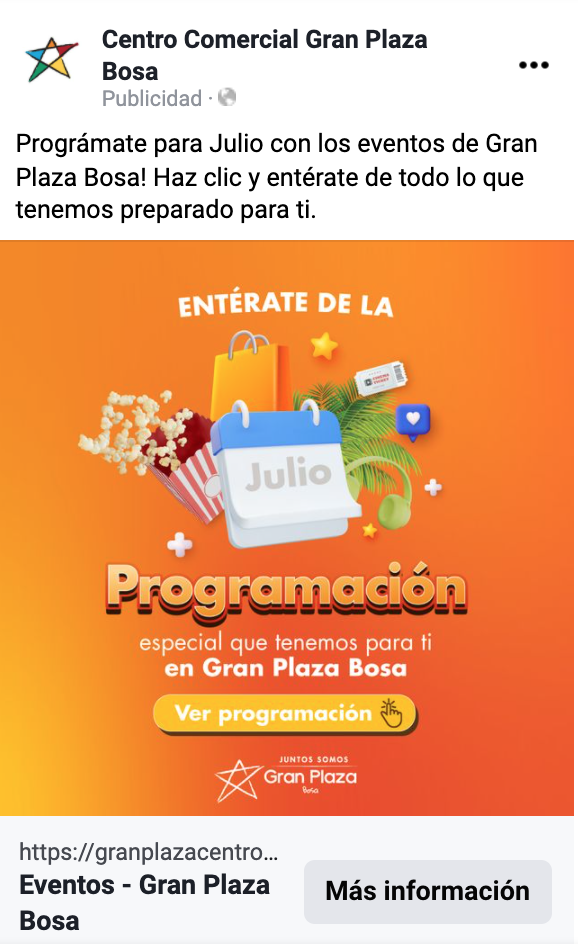 Centro Comercial Gran Plaza
Bosa
Publicidad ·
Prográmate para Julio con los eventos de Gran
Plaza Bosa! Haz clic y entérate de todo lo que
tenemos preparado para ti.
ENTÉRATE DE LA
Julio
Programación
especial que tenemos para ti
en Gran Plaza Bosa
Ver programación
JUNTOS SOMOS
Gran Plaza
Bosa
https://granplazacentro...
Eventos - Gran Plaza
Bosa
Más información